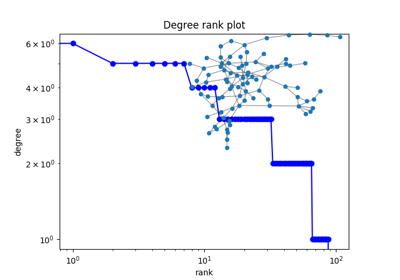 Degree rank plot
6 × 10⁰
4 × 10⁰
3 × 10⁰
2 × 10⁰
10⁰
degree
10⁰ 10¹ 10²
rank